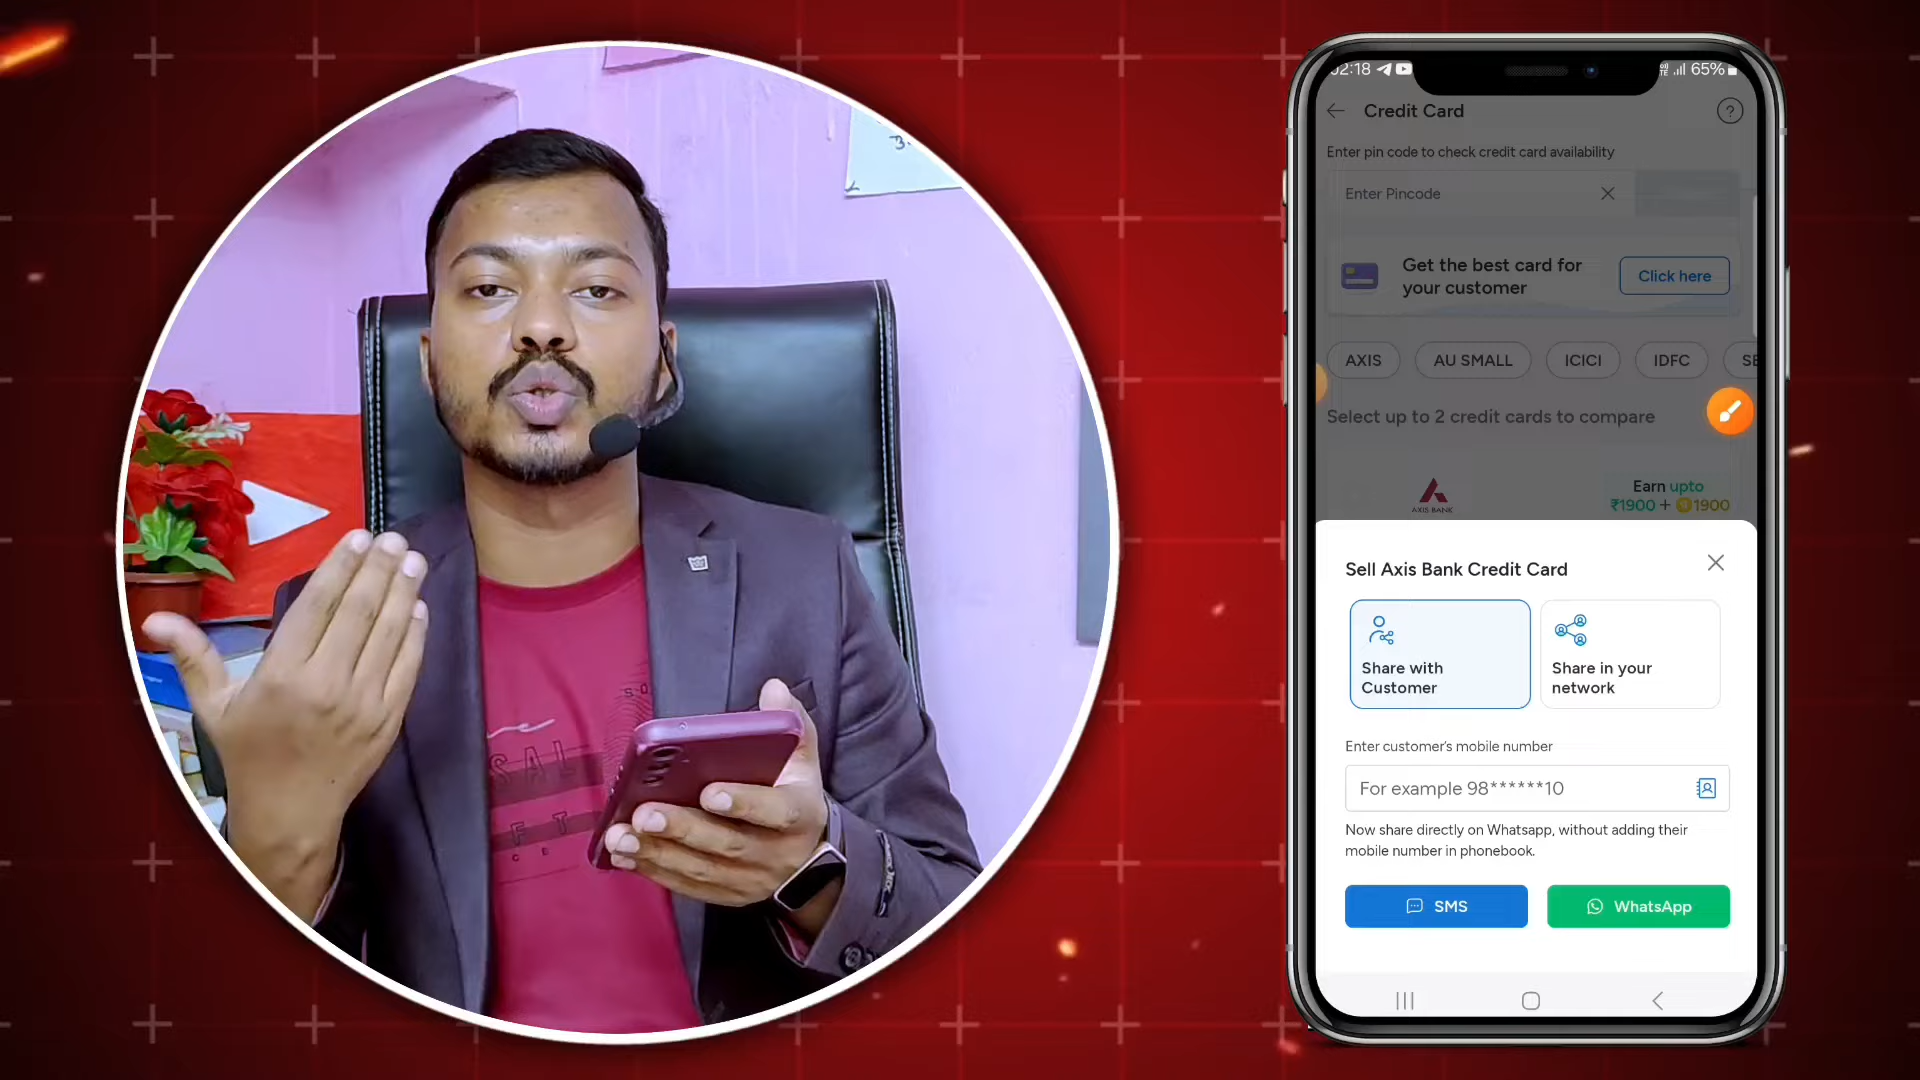 02:18
65%
Credit Card
?
Enter pin code to check credit card availability
Enter Pincode
Get the best card for
your customer
Click here
AXIS
AU SMALL
ICICI
IDFC
Select up to 2 credit cards to compare
AXIS BANK
Earn upto
₹1900 + 1900
Sell Axis Bank Credit Card
Share with
Customer
Share in your
network
Enter customer's mobile number
For example 98******10
Now share directly on Whatsapp, without adding their
mobile number in phonebook.
SMS
WhatsApp